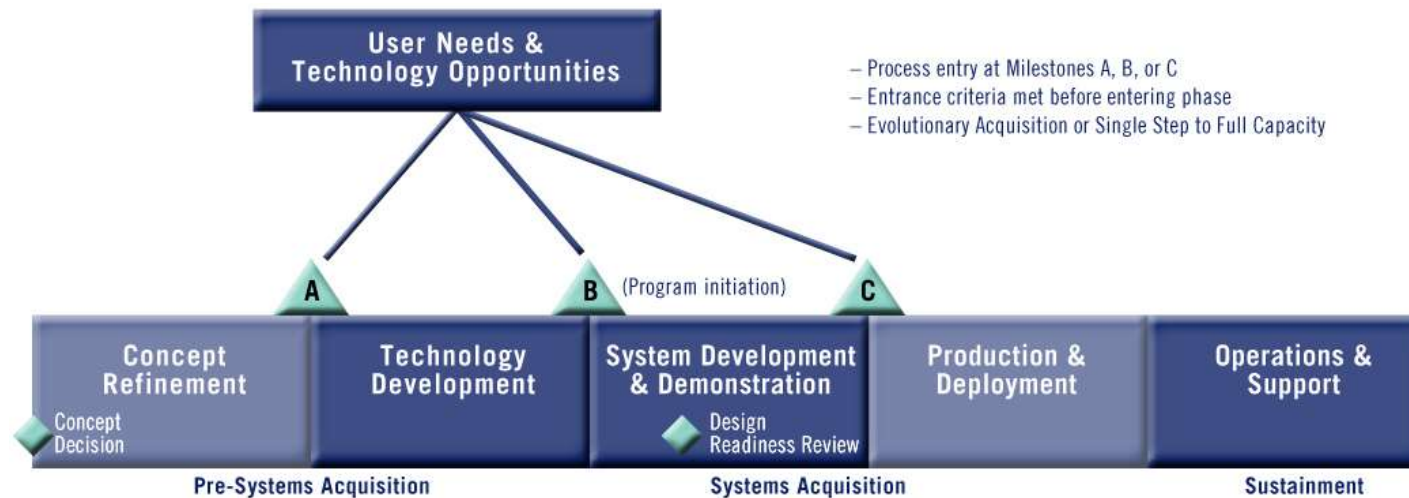 User Needs &
Technology Opportunities
– Process entry at Milestones A, B, or C
– Entrance criteria met before entering phase
– Evolutionary Acquisition or Single Step to Full Capacity
A
B
(Program initiation)
C
Concept
Refinement
Technology
Development
System Development
& Demonstration
Production &
Deployment
Operations &
Support
Concept
Decision
Design
Readiness Review
Pre-Systems Acquisition
Systems Acquisition
Sustainment